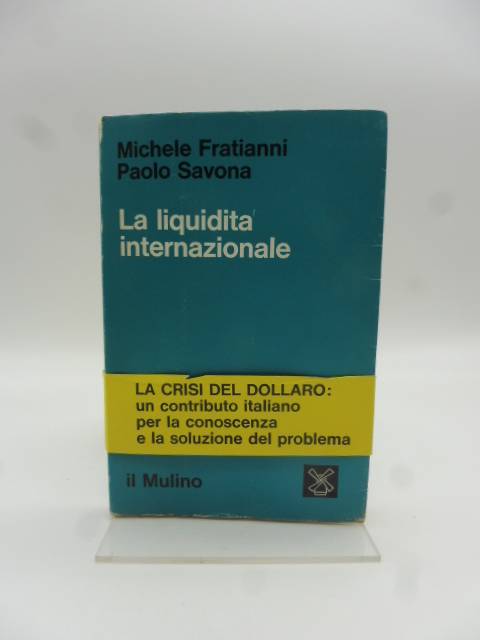 Michele Fratianni
Paolo Savona
La liquidità
internazionale
LA CRISI DEL DOLLARO:
un contributo italiano
per la conoscenza
e la soluzione del problema
il Mulino